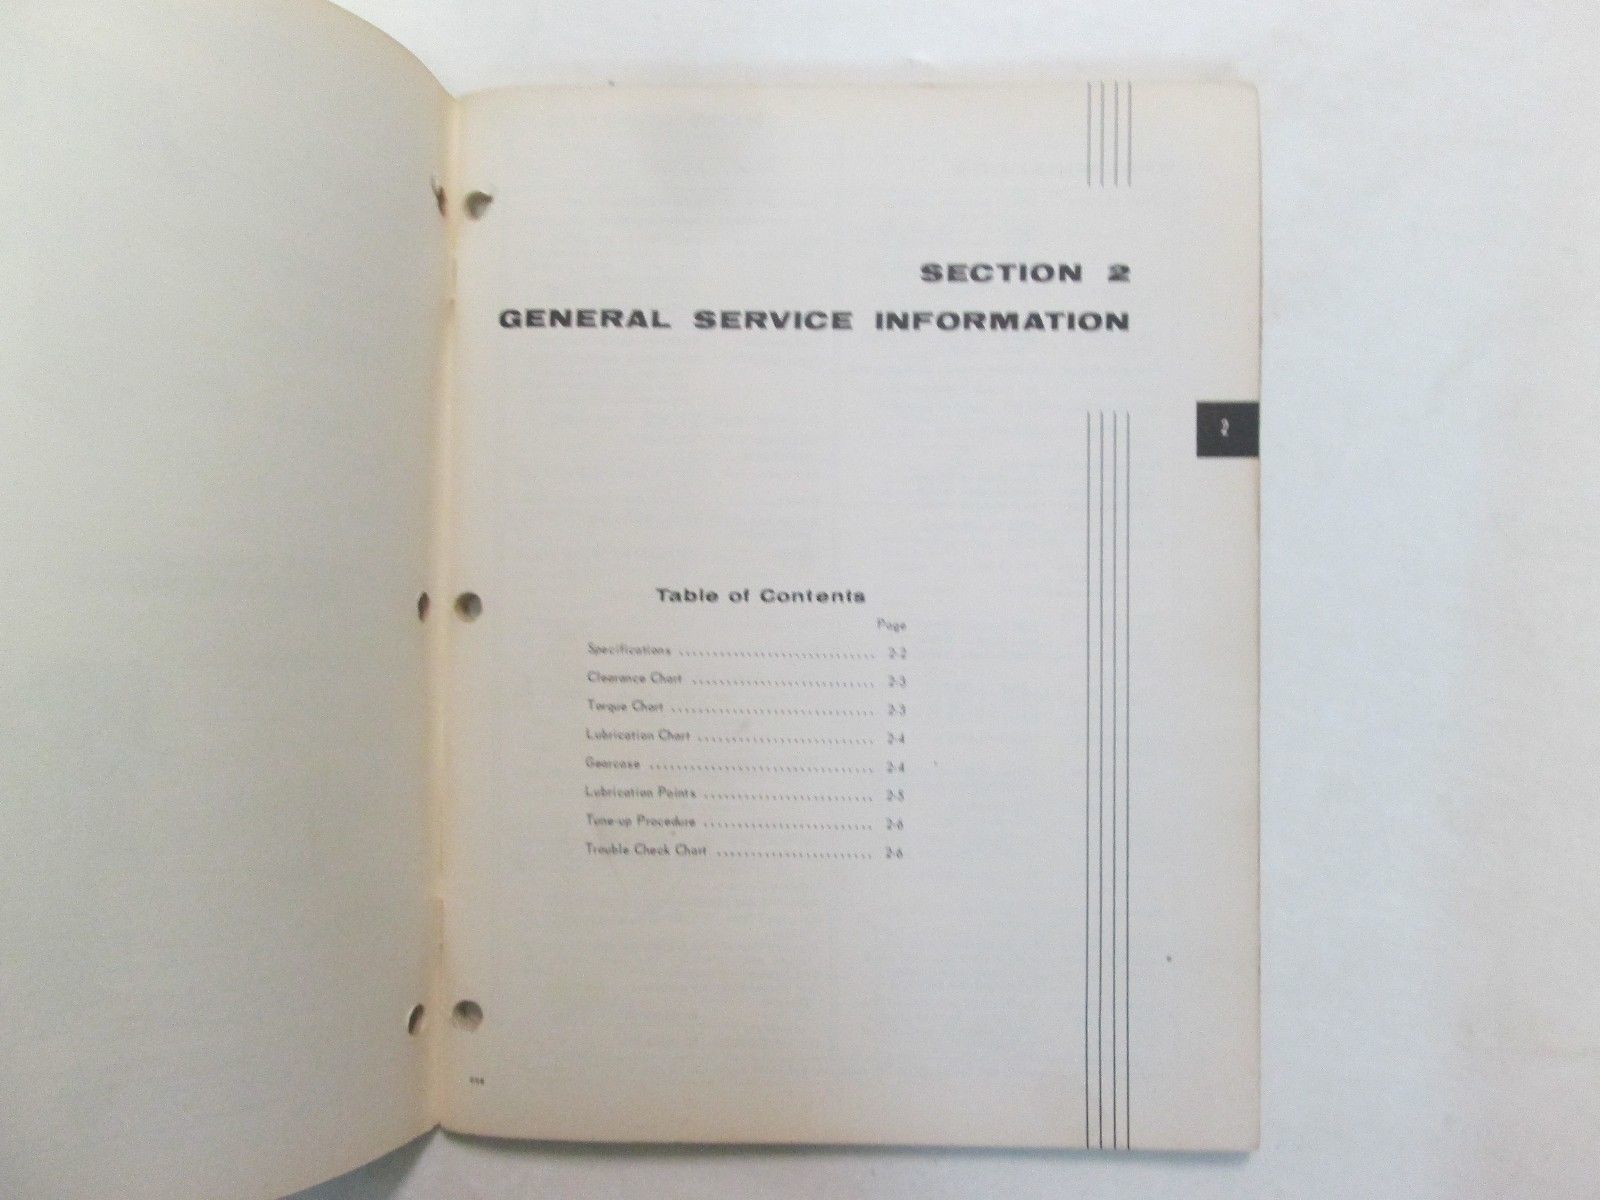 SECTION 2
GENERAL SERVICE INFORMATION
2
Table of Contents
Page
Specifications .............................. 2-2
Clearance Chart ............................ 2-3
Torque Chart ............................... 2-3
Lubrication Chart ........................... 2-4
Gearcase .................................. 2-4
Lubrication Points .......................... 2-5
Tune-up Procedure .......................... 2-6
Trouble Check Chart ........................ 2-6